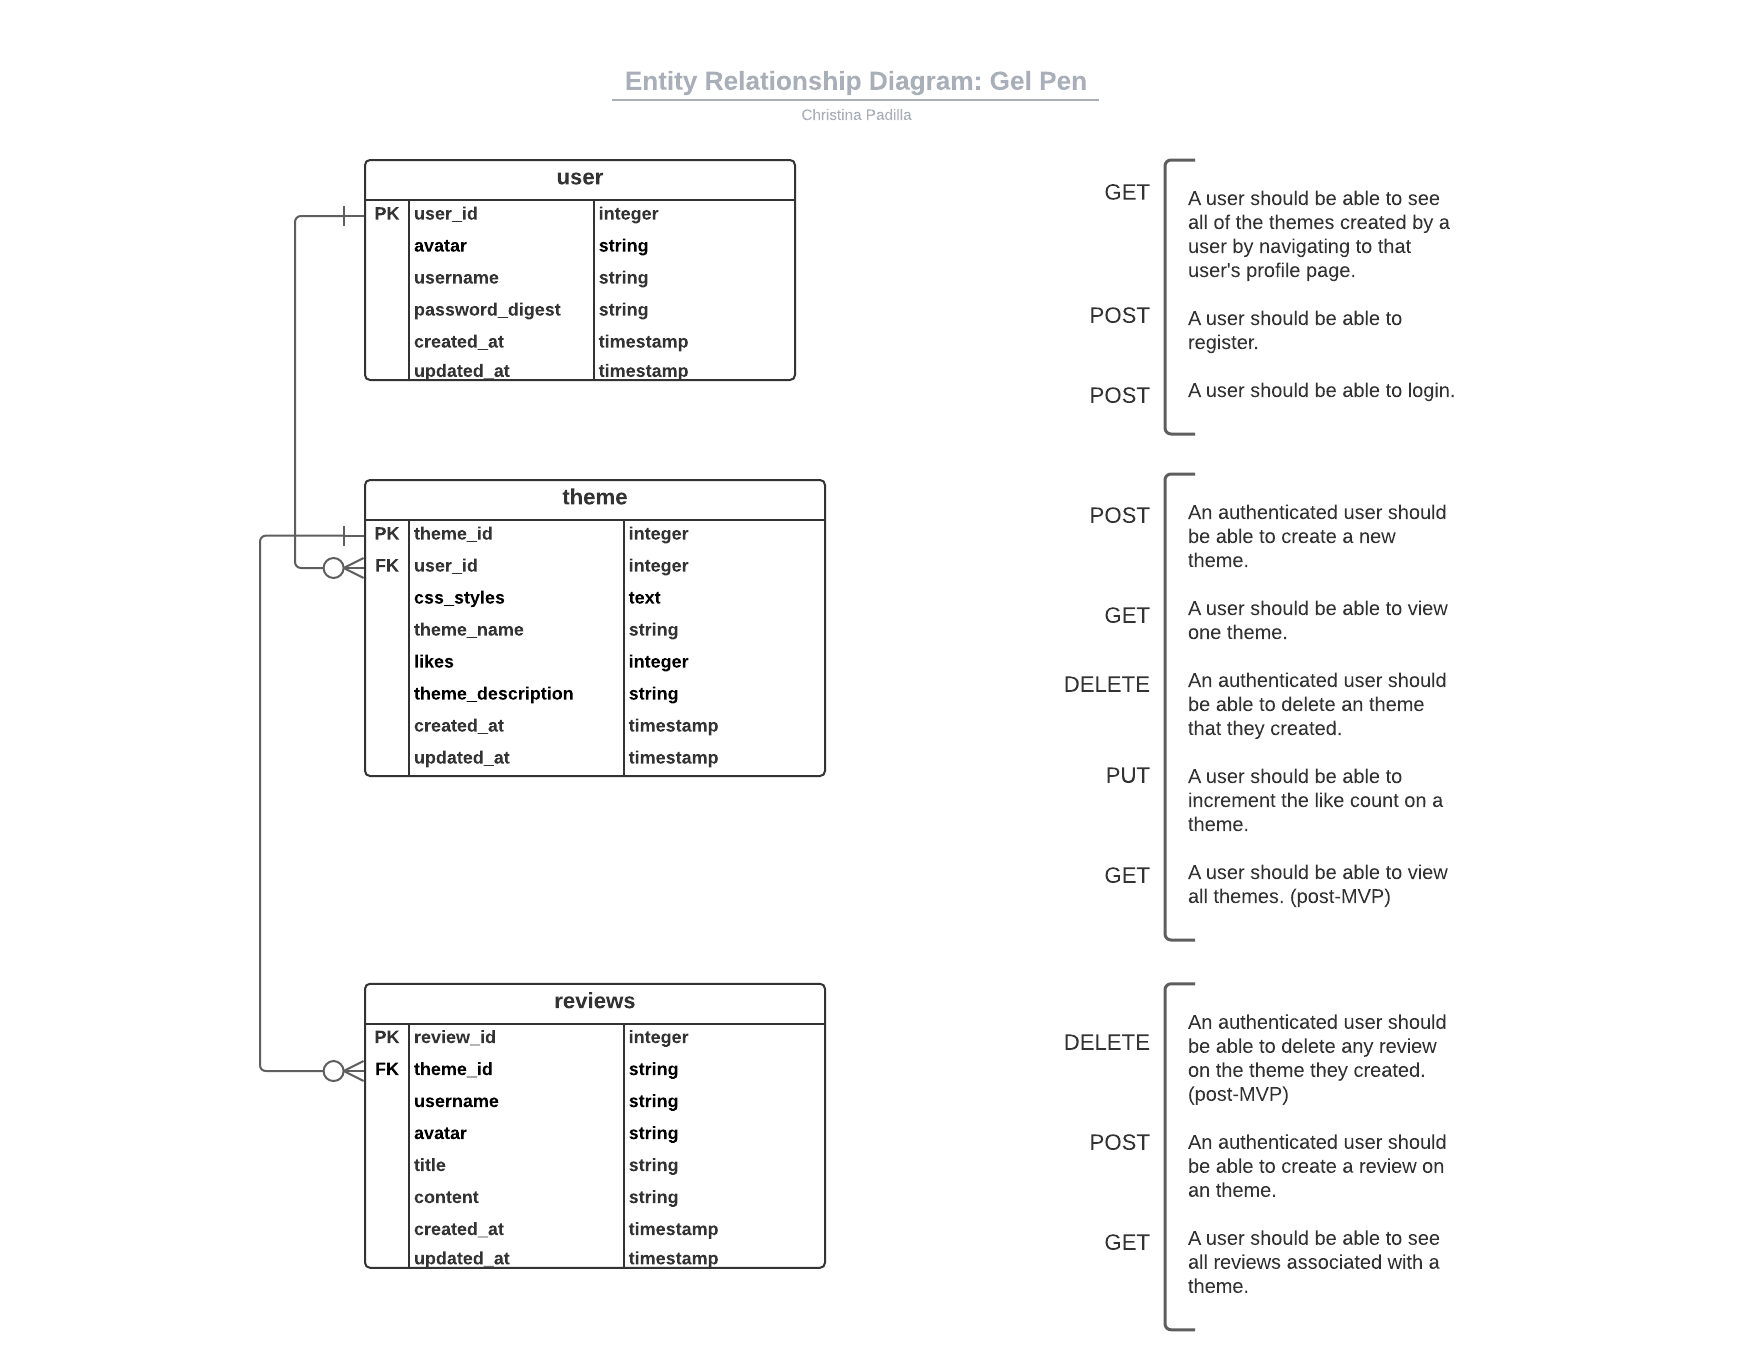 Entity Relationship Diagram: Gel Pen
Christina Padilla
user
PK user_id integer
avatar string
username string
password_digest string
created_at timestamp
updated_at timestamp
GET
A user should be able to see
all of the themes created by a
user by navigating to that
user's profile page.
POST
A user should be able to
register.
POST
A user should be able to login.
theme
PK theme_id integer
FK user_id integer
css_styles text
theme_name string
likes integer
theme_description string
created_at timestamp
updated_at timestamp
POST
An authenticated user should
be able to create a new
theme.
GET
A user should be able to view
one theme.
DELETE
An authenticated user should
be able to delete an theme
that they created.
PUT
A user should be able to
increment the like count on a
theme.
GET
A user should be able to view
all themes. (post-MVP)
reviews
PK review_id integer
FK theme_id string
username string
avatar string
title string
content string
created_at timestamp
updated_at timestamp
DELETE
An authenticated user should
be able to delete any review
on the theme they created.
(post-MVP)
POST
An authenticated user should
be able to create a review on
an theme.
GET
A user should be able to see
all reviews associated with a
theme.